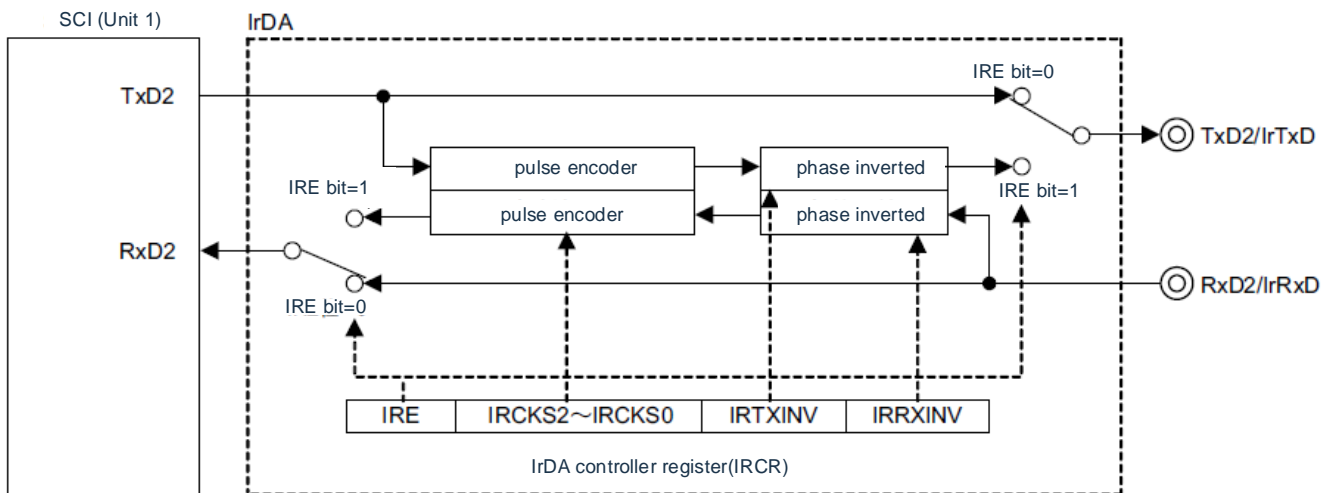 SCI (Unit 1)
IrDA
TxD2
IRE bit=0
TxD2/IrTxD
pulse encoder
phase inverted
IRE bit=1
IRE bit=1
pulse encoder
phase inverted
RxD2
RxD2/IrRxD
IRE bit=0
IRE
IRCKS2～IRCKS0
IRTXINV
IRRXINV
IrDA controller register(IRCR)